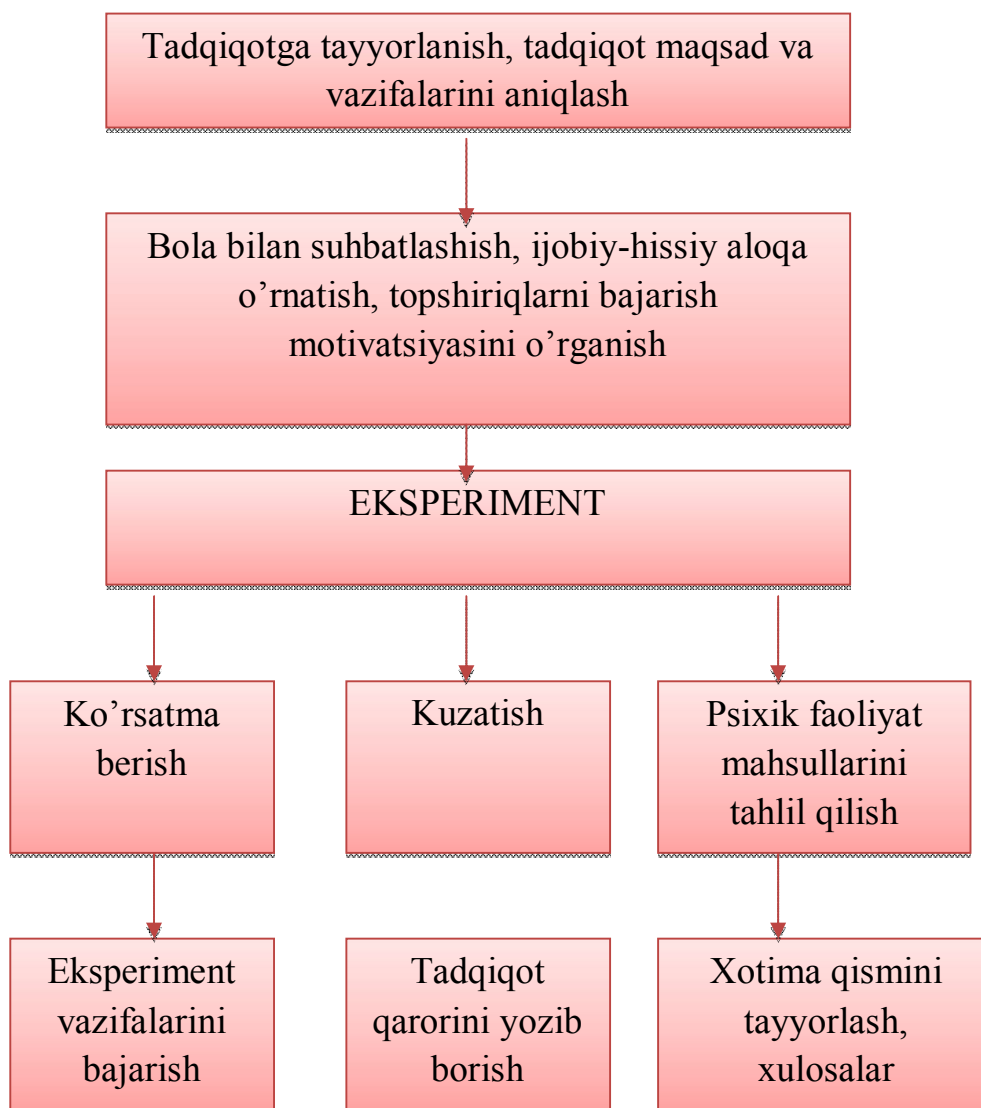 Tadqiqotga tayyorlanish, tadqiqot maqsad va
vazifalarini aniqlash
Bola bilan suhbatlashish, ijobiy-hissiy aloqa
o’rnatish, topshiriqlarni bajarish
motivatsiyasini o’rganish
EKSPERIMENT
Ko’rsatma
berish
Kuzatish
Psixik faoliyat
mahsullarini
tahlil qilish
Eksperiment
vazifalarini
bajarish
Tadqiqot
qarorini yozib
borish
Xotima qismini
tayyorlash,
xulosalar